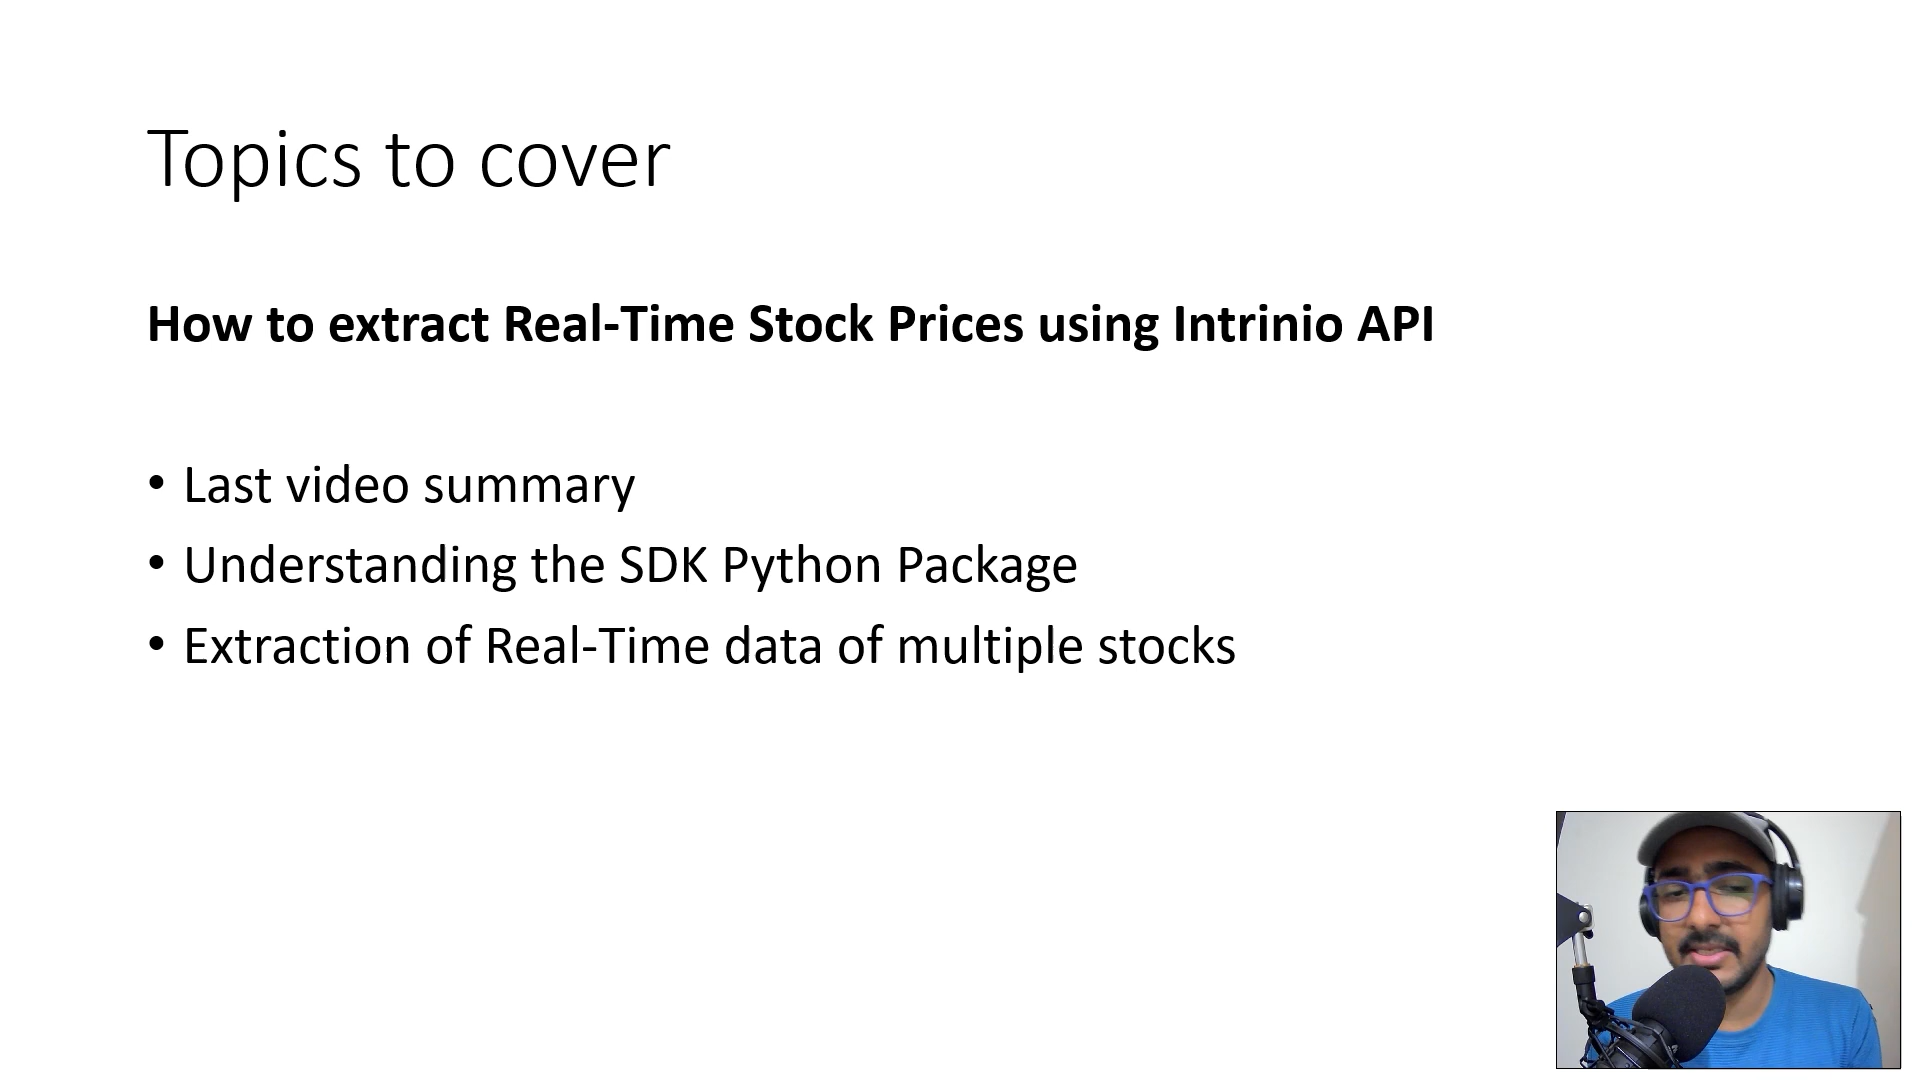 Topics to cover
How to extract Real-Time Stock Prices using Intrinio API
• Last video summary
• Understanding the SDK Python Package
• Extraction of Real-Time data of multiple stocks